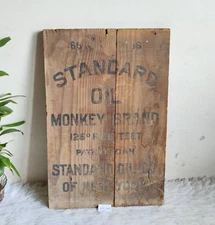 STANDARD
OIL
MONKEY BRAND
125° FIRE TEST
STANDARD OIL CO.
OF NEW YORK